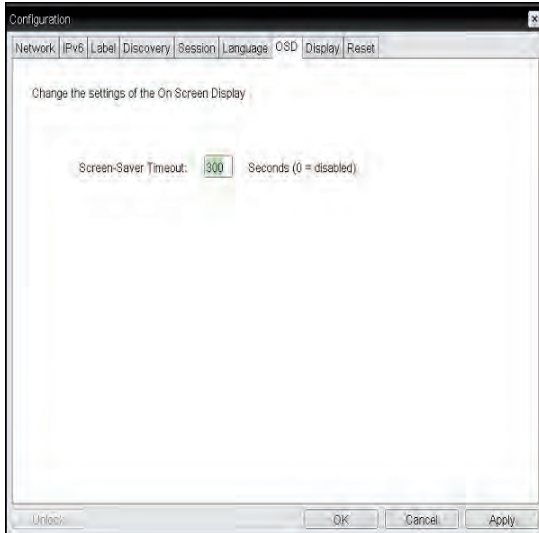 Configuration
Network IPv6 Label Discovery Session Language OSD Display Reset
Change the settings of the On Screen Display
Screen-Saver Timeout: 300 Seconds (0 = disabled)
Unlock OK Cancel Apply